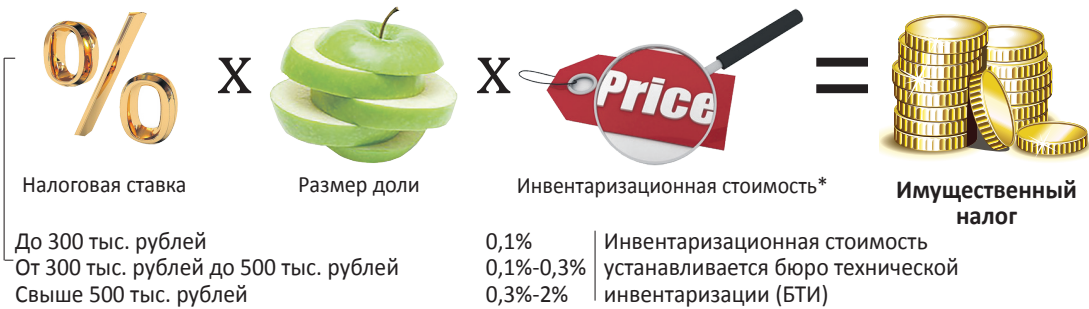 % X X Price =
Налоговая ставка Размер доли Инвентаризационная стоимость* Имущественный
налог
До 300 тыс. рублей 0,1% Инвентаризационная стоимость
От 300 тыс. рублей до 500 тыс. рублей 0,1%-0,3% устанавливается бюро технической
Свыше 500 тыс. рублей 0,3%-2% инвентаризации (БТИ)